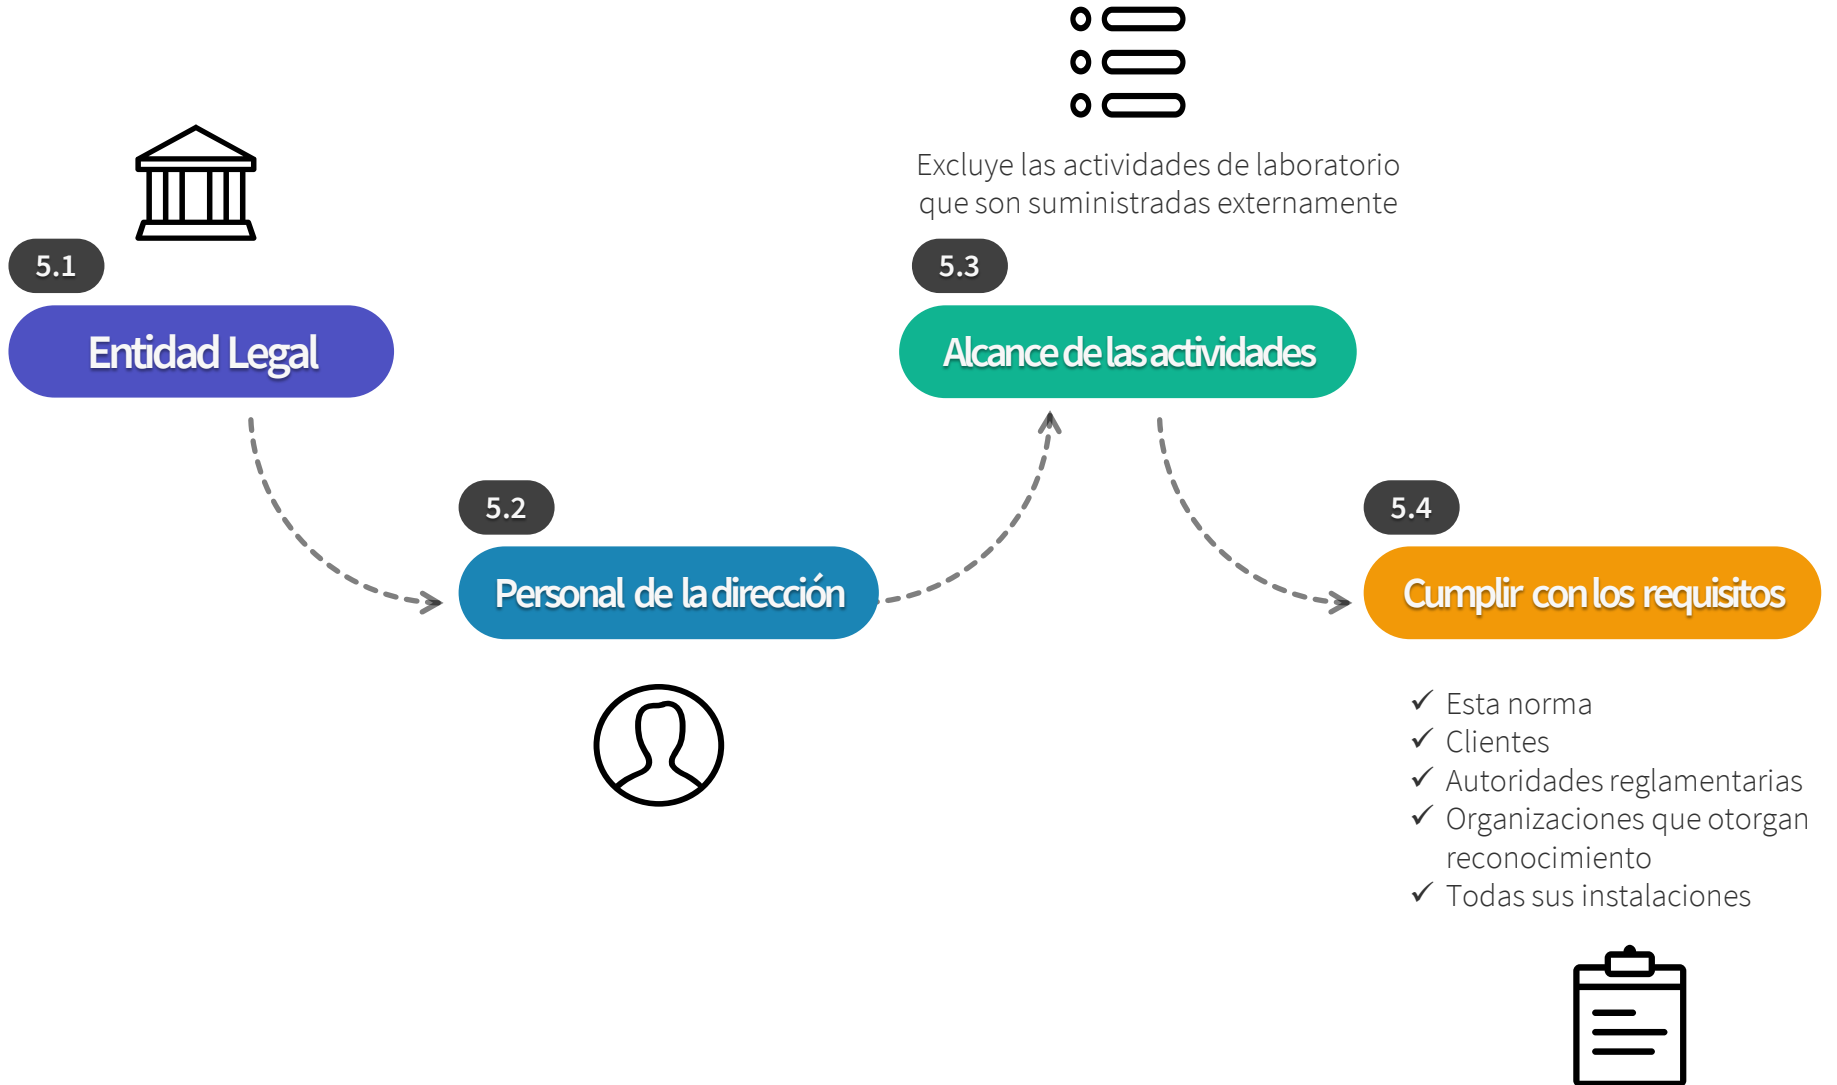 5.1
Entidad Legal
5.2
Personal de la dirección
Excluye las actividades de laboratorio
que son suministradas externamente
5.3
Alcance de las actividades
5.4
Cumplir con los requisitos
✓ Esta norma
✓ Clientes
✓ Autoridades reglamentarias
✓ Organizaciones que otorgan
reconocimiento
✓ Todas sus instalaciones